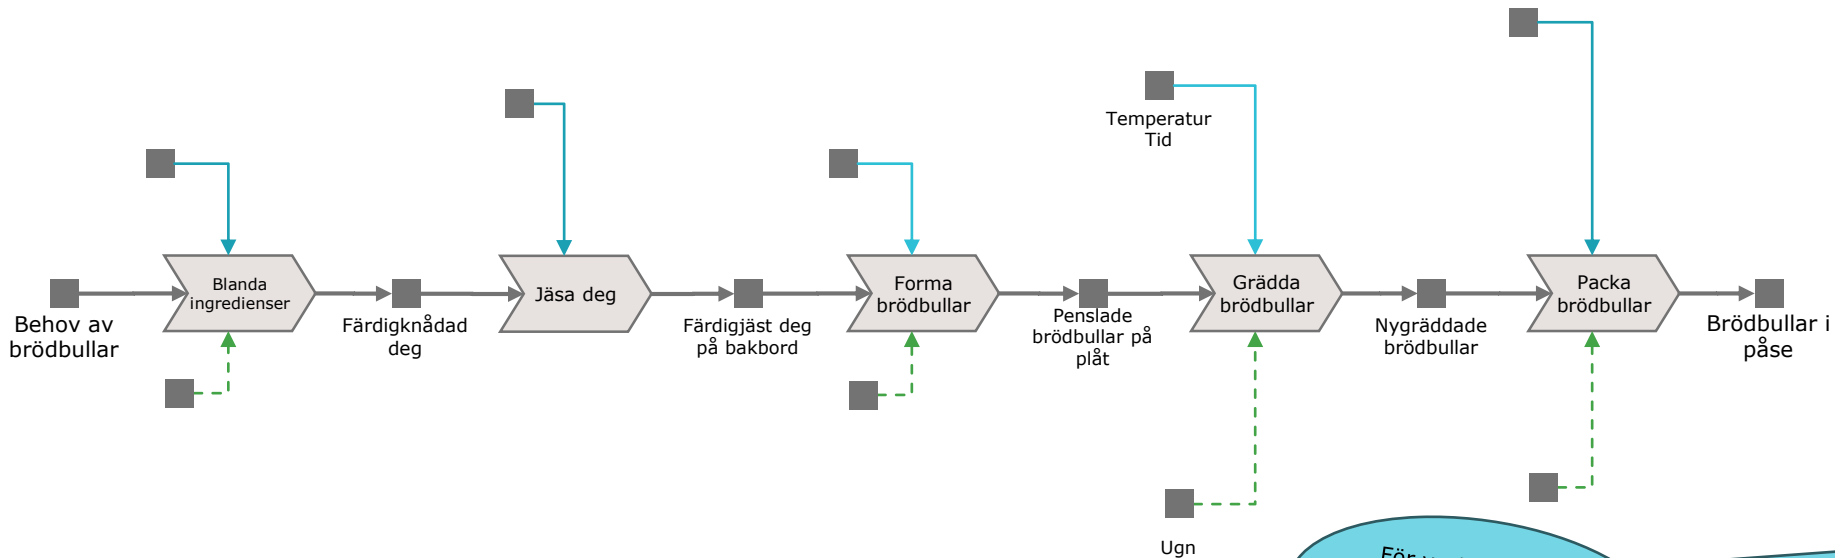 Temperatur
Tid
Blanda
ingredienser
Jäsa deg
Forma
brödbullar
Grädda
brödbullar
Packa
brödbullar
Behov av
brödbullar
Färdigknådad
deg
Färdigjäst deg
på bakbord
Penslade
brödbullar på
plåt
Nygräddade
brödbullar
Brödbullar i
påse
Ugn
För